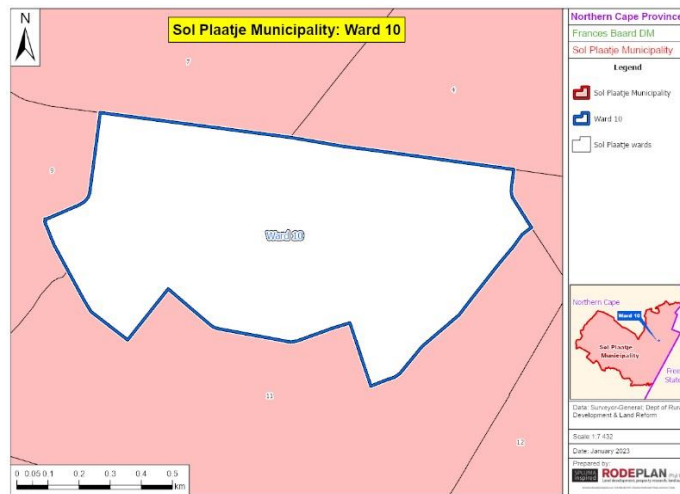 N
Sol Plaatje Municipality: Ward 10
7
Ward 10
11
12
0 0.05 0.1 0.2 0.3 0.4 0.5
km
Northern Cape Province
Frances Baard DM
Sol Plaatje Municipality
Legend
Sol Plaatje Municipality
Ward 10
Sol Plaatje wards
Northern Cape
Ward 10
Sol Plaatje
Municipality
Free
State
Data: Surveyor-General; Dept of Rural
Development & Land Reform
Scale: 1:7 432
Date: January 2023
Prepared by:
RODEPLAN